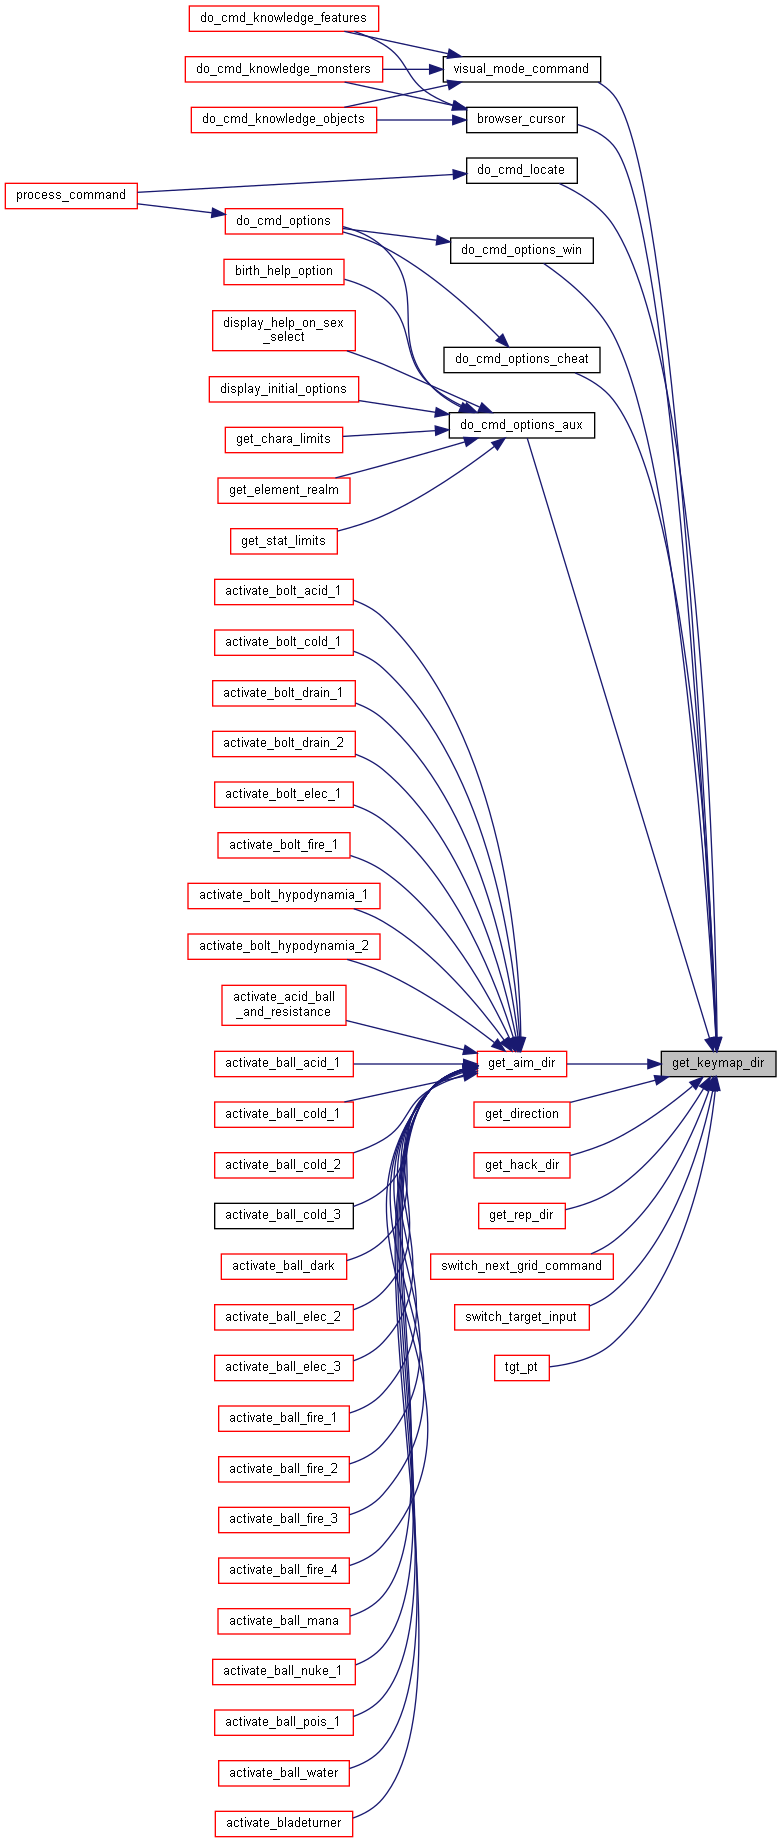 do_cmd_knowledge_features
do_cmd_knowledge_monsters
visual_mode_command
do_cmd_knowledge_objects
browser_cursor
do_cmd_locate
process_command
do_cmd_options
do_cmd_options_win
birth_help_option
display_help_on_sex
_select
do_cmd_options_cheat
display_initial_options
do_cmd_options_aux
get_chara_limits
get_element_realm
get_stat_limits
activate_bolt_acid_1
activate_bolt_cold_1
activate_bolt_drain_1
activate_bolt_drain_2
activate_bolt_elec_1
activate_bolt_fire_1
activate_bolt_hypodynamia_1
activate_bolt_hypodynamia_2
activate_acid_ball
_and_resistance
activate_ball_acid_1
get_aim_dir
get_keymap_dir
activate_ball_cold_1
get_direction
activate_ball_cold_2
get_hack_dir
activate_ball_cold_3
get_rep_dir
activate_ball_dark
switch_next_grid_command
activate_ball_elec_2
switch_target_input
activate_ball_elec_3
tgt_pt
activate_ball_fire_1
activate_ball_fire_2
activate_ball_fire_3
activate_ball_fire_4
activate_ball_mana
activate_ball_nuke_1
activate_ball_pois_1
activate_ball_water
activate_bladeturner